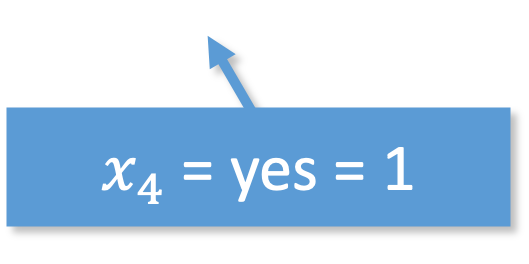 x₄ = yes = 1